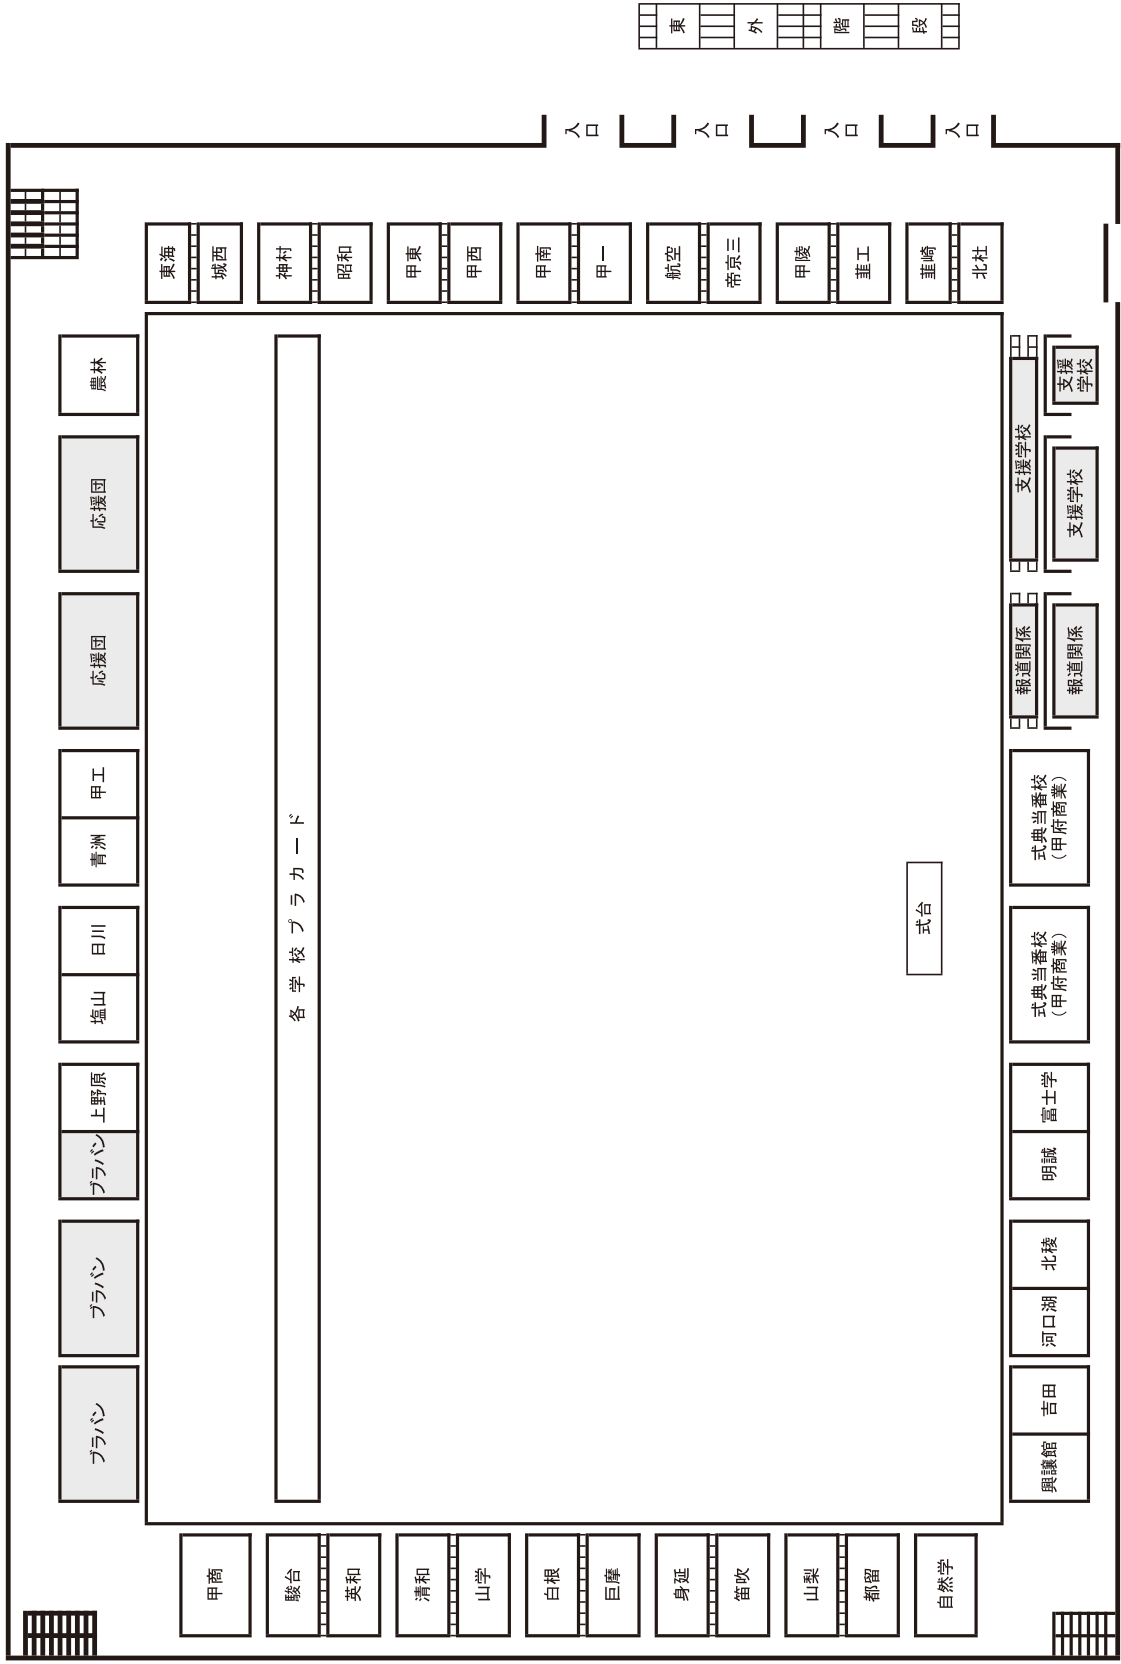 東外階段
入口
入口
入口
入口
東海
城西
神村
昭和
甲東
甲西
甲南
甲一
航空
帝京三
甲陵
韮工
韮崎
北杜
農林
応援団
応援団
甲工
青洲
日川
塩山
上野原
ブラバン
ブラバン
ブラバン
各学校プラカード
式台
支援学校
支援
学校
支援学校
報道関係
報道関係
式典当番校
（甲府商業）
式典当番校
（甲府商業）
富士学
明誠
北稜
河口湖
吉田
興譲館
甲商
駿台
英和
清和
山学
白根
巨摩
身延
笛吹
山梨
都留
自然学